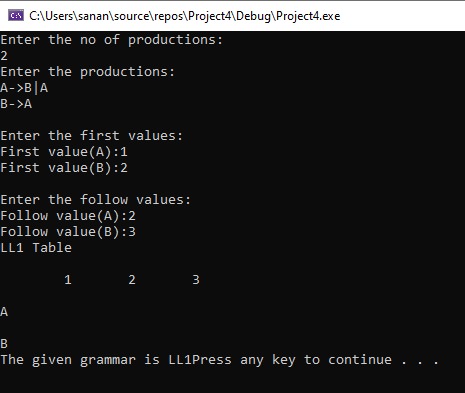 C:\Users\sanan\source\repos\Project4\Debug\Project4.exe
Enter the no of productions:
2
Enter the productions:
A->B|A
B->A
Enter the first values:
First value(A):1
First value(B):2
Enter the follow values:
Follow value(A):2
Follow value(B):3
LL1 Table
1 2 3
A
B
The given grammar is LL1Press any key to continue . . .